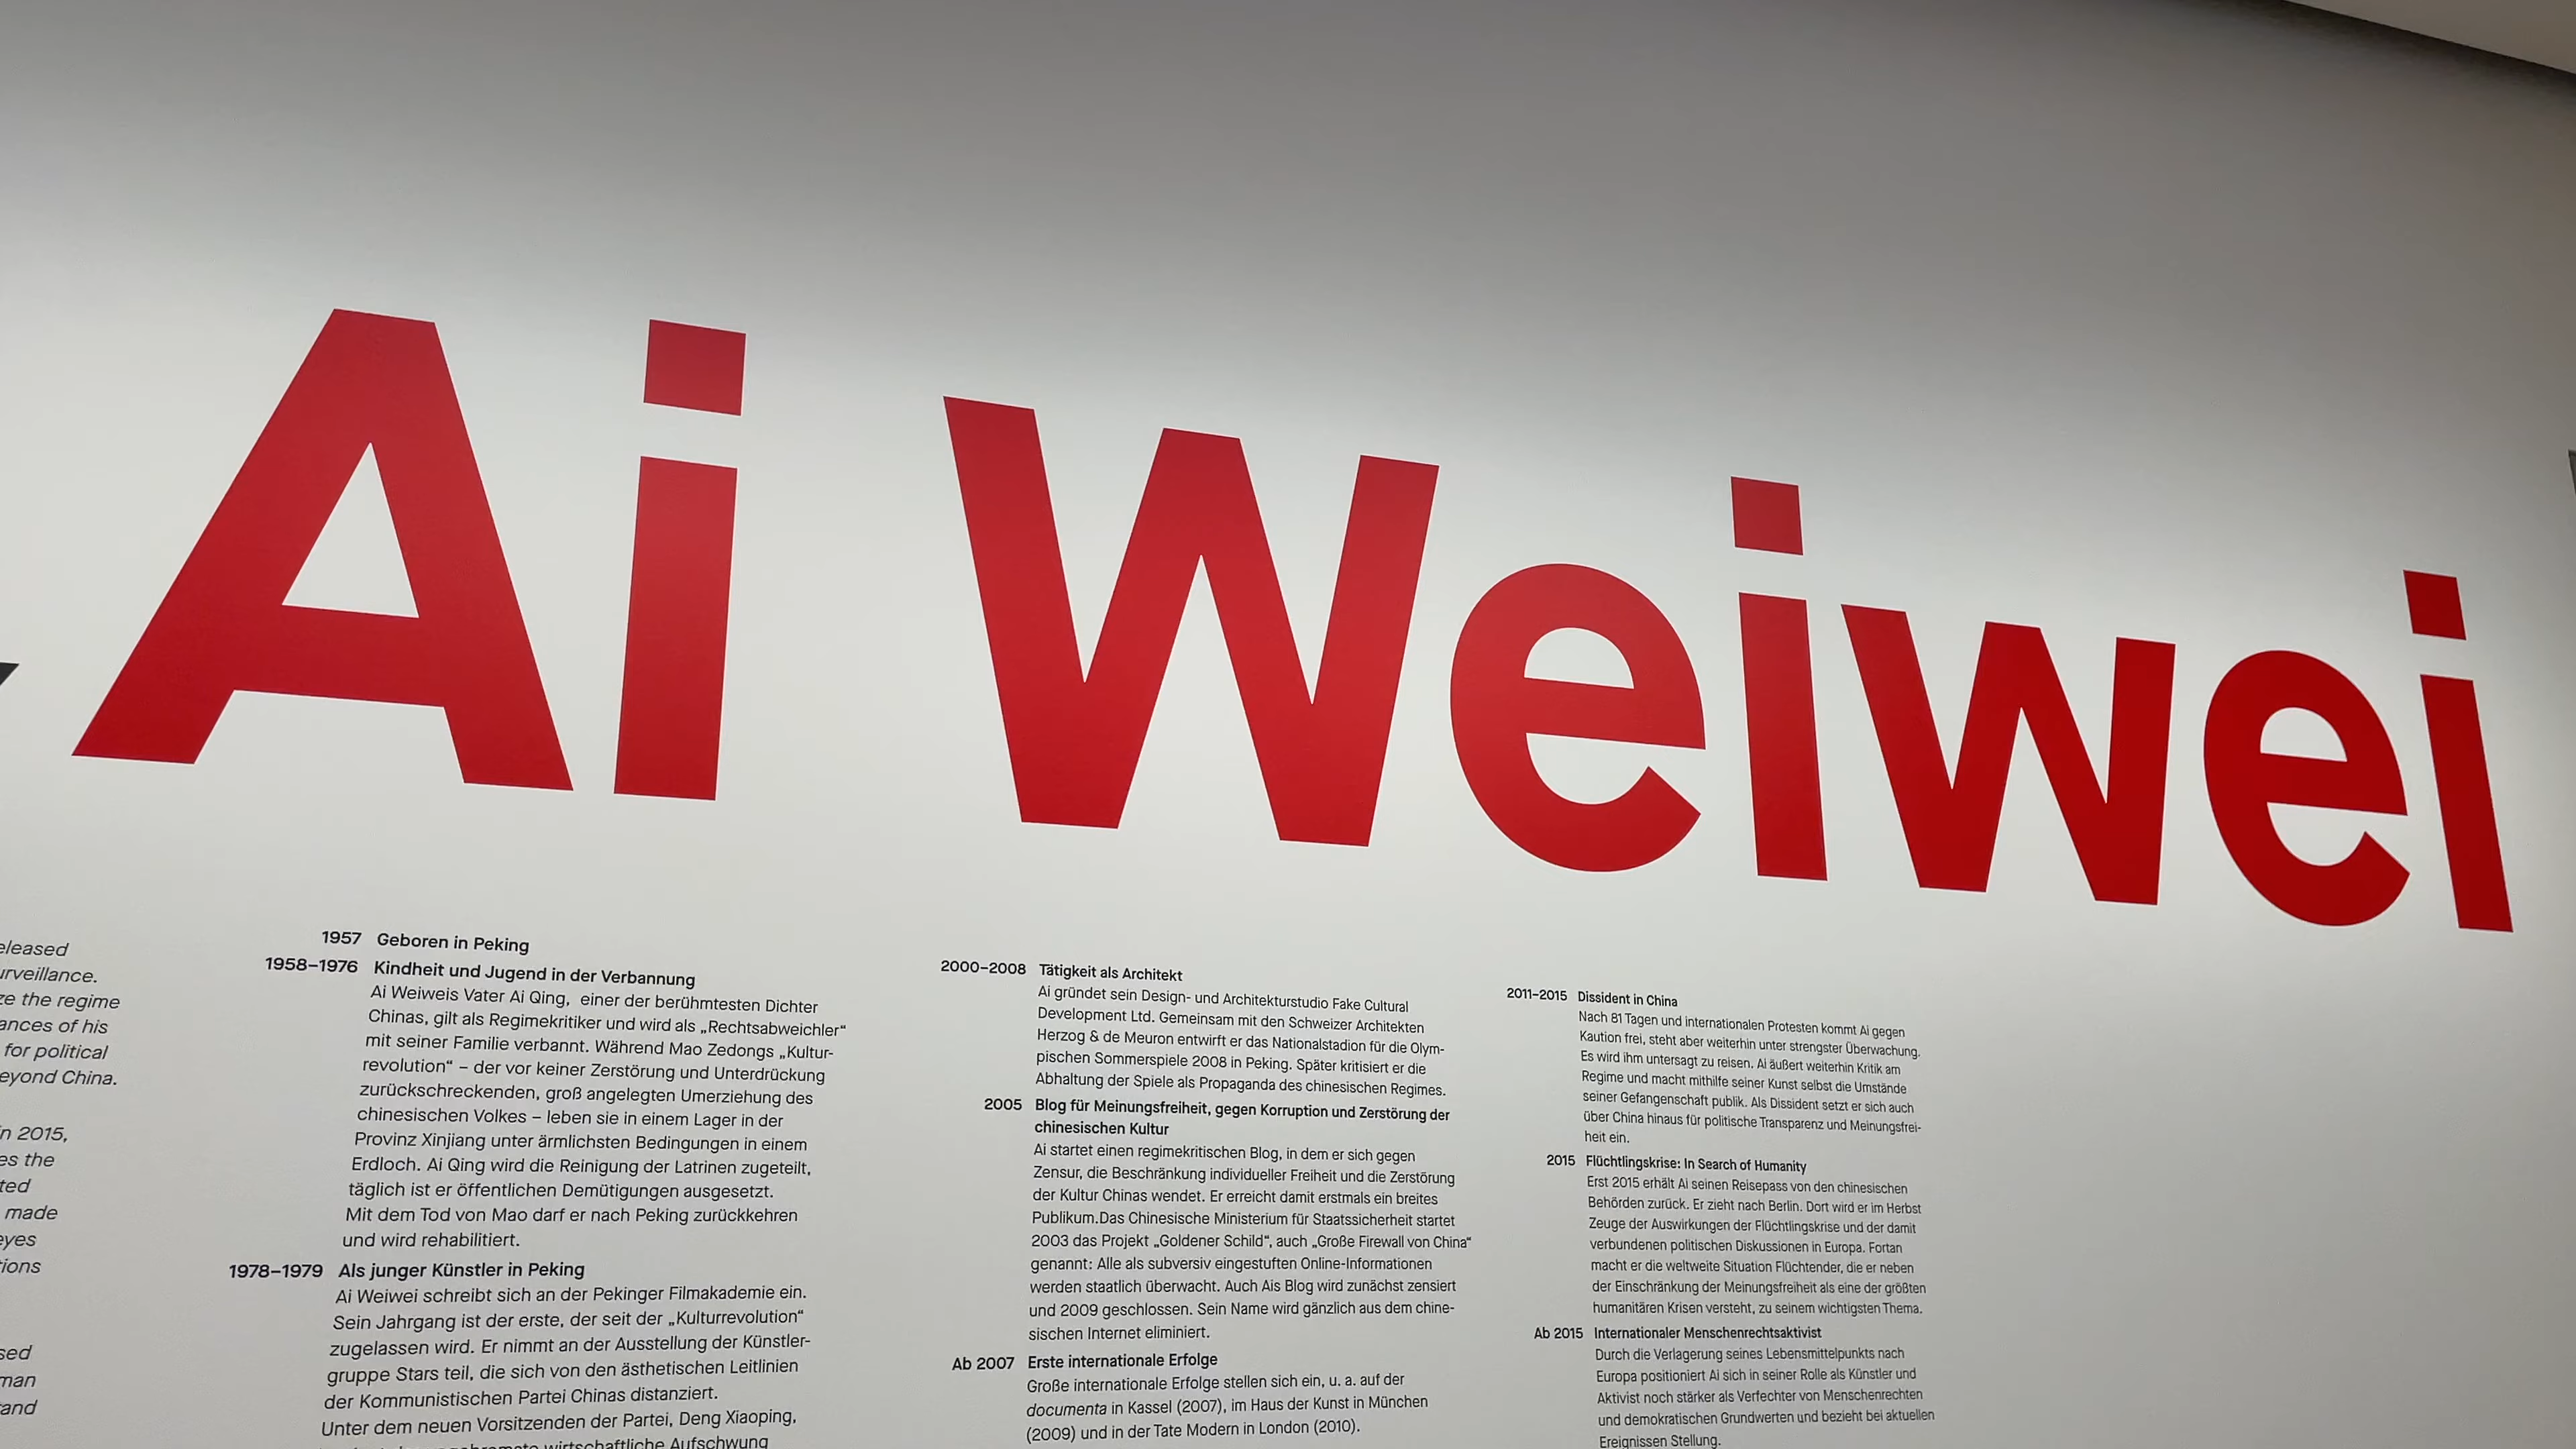 Ai Weiwei
eleased
urveillance.
ze the regime
ances of his
for political
eyond China.
in 2015,
es the
ted
made
eyes
tions
sed
man
and
1957 Geboren in Peking
1958–1976 Kindheit und Jugend in der Verbannung
Ai Weiweis Vater Ai Qing, einer der berühmtesten Dichter
Chinas, gilt als Regimekritiker und wird als „Rechtsabweichler“
mit seiner Familie verbannt. Während Mao Zedongs „Kultur-
revolution“ – der vor keiner Zerstörung und Unterdrückung
zurückschreckenden, groß angelegten Umerziehung des
chinesischen Volkes – leben sie in einem Lager in der
Provinz Xinjiang unter ärmlichsten Bedingungen in einem
Erdloch. Ai Qing wird die Reinigung der Latrinen zugeteilt,
täglich ist er öffentlichen Demütigungen ausgesetzt.
Mit dem Tod von Mao darf er nach Peking zurückkehren
und wird rehabilitiert.
1978–1979 Als junger Künstler in Peking
Ai Weiwei schreibt sich an der Pekinger Filmakademie ein.
Sein Jahrgang ist der erste, der seit der „Kulturrevolution“
zugelassen wird. Er nimmt an der Ausstellung der Künstler-
gruppe Stars teil, die sich von den ästhetischen Leitlinien
der Kommunistischen Partei Chinas distanziert.
Unter dem neuen Vorsitzenden der Partei, Deng Xiaoping,
wirtschaftliche Aufschwung
2000–2008 Tätigkeit als Architekt
Ai gründet sein Design- und Architekturstudio Fake Cultural
Development Ltd. Gemeinsam mit den Schweizer Architekten
Herzog & de Meuron entwirft er das Nationalstadion für die Olym-
pischen Sommerspiele 2008 in Peking. Später kritisiert er die
Abhaltung der Spiele als Propaganda des chinesischen Regimes.
2005 Blog für Meinungsfreiheit, gegen Korruption und Zerstörung der
chinesischen Kultur
Ai startet einen regimekritischen Blog, in dem er sich gegen
Zensur, die Beschränkung individueller Freiheit und die Zerstörung
der Kultur Chinas wendet. Er erreicht damit erstmals ein breites
Publikum.Das Chinesische Ministerium für Staatssicherheit startet
2003 das Projekt „Goldener Schild“, auch „Große Firewall von China“
genannt: Alle als subversiv eingestuften Online-Informationen
werden staatlich überwacht. Auch Ais Blog wird zunächst zensiert
und 2009 geschlossen. Sein Name wird gänzlich aus dem chine-
sischen Internet eliminiert.
Ab 2007 Erste internationale Erfolge
Große internationale Erfolge stellen sich ein, u. a. auf der
documenta in Kassel (2007), im Haus der Kunst in München
(2009) und in der Tate Modern in London (2010).
2011–2015 Dissident in China
Nach 81 Tagen und internationalen Protesten kommt Ai gegen
Kaution frei, steht aber weiterhin unter strengster Überwachung.
Es wird ihm untersagt zu reisen. Ai äußert weiterhin Kritik am
Regime und macht mithilfe seiner Kunst selbst die Umstände
seiner Gefangenschaft publik. Als Dissident setzt er sich auch
über China hinaus für politische Transparenz und Meinungsfrei-
heit ein.
2015 Flüchtlingskrise: In Search of Humanity
Erst 2015 erhält Ai seinen Reisepass von den chinesischen
Behörden zurück. Er zieht nach Berlin. Dort wird er im Herbst
Zeuge der Auswirkungen der Flüchtlingskrise und der damit
verbundenen politischen Diskussionen in Europa. Fortan
macht er die weltweite Situation Flüchtender, die er neben
der Einschränkung der Meinungsfreiheit als eine der größten
humanitären Krisen versteht, zu seinem wichtigsten Thema.
Ab 2015 Internationaler Menschenrechtsaktivist
Durch die Verlagerung seines Lebensmittelpunkts nach
Europa positioniert Ai sich in seiner Rolle als Künstler und
Aktivist noch stärker als Verfechter von Menschenrechten
und demokratischen Grundwerten und bezieht bei aktuellen
Ereignissen Stellung.